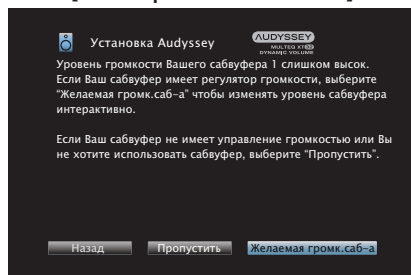 Установка Audyssey
AUDYSSEY
MULTEQ XT32
DYNAMIC VOLUME
Уровень громкости Вашего сабвуфера 1 слишком высок.
Если Ваш сабвуфер имеет регулятор громкости, выберите
“Желаемая громк.саб-а” чтобы изменять уровень сабвуфера
интерактивно.
Если Ваш сабвуфер не имеет управление громкостью или Вы
не хотите использовать сабвуфер, выберите “Пропустить”.
Назад Пропустить Желаемая громк.саб-а